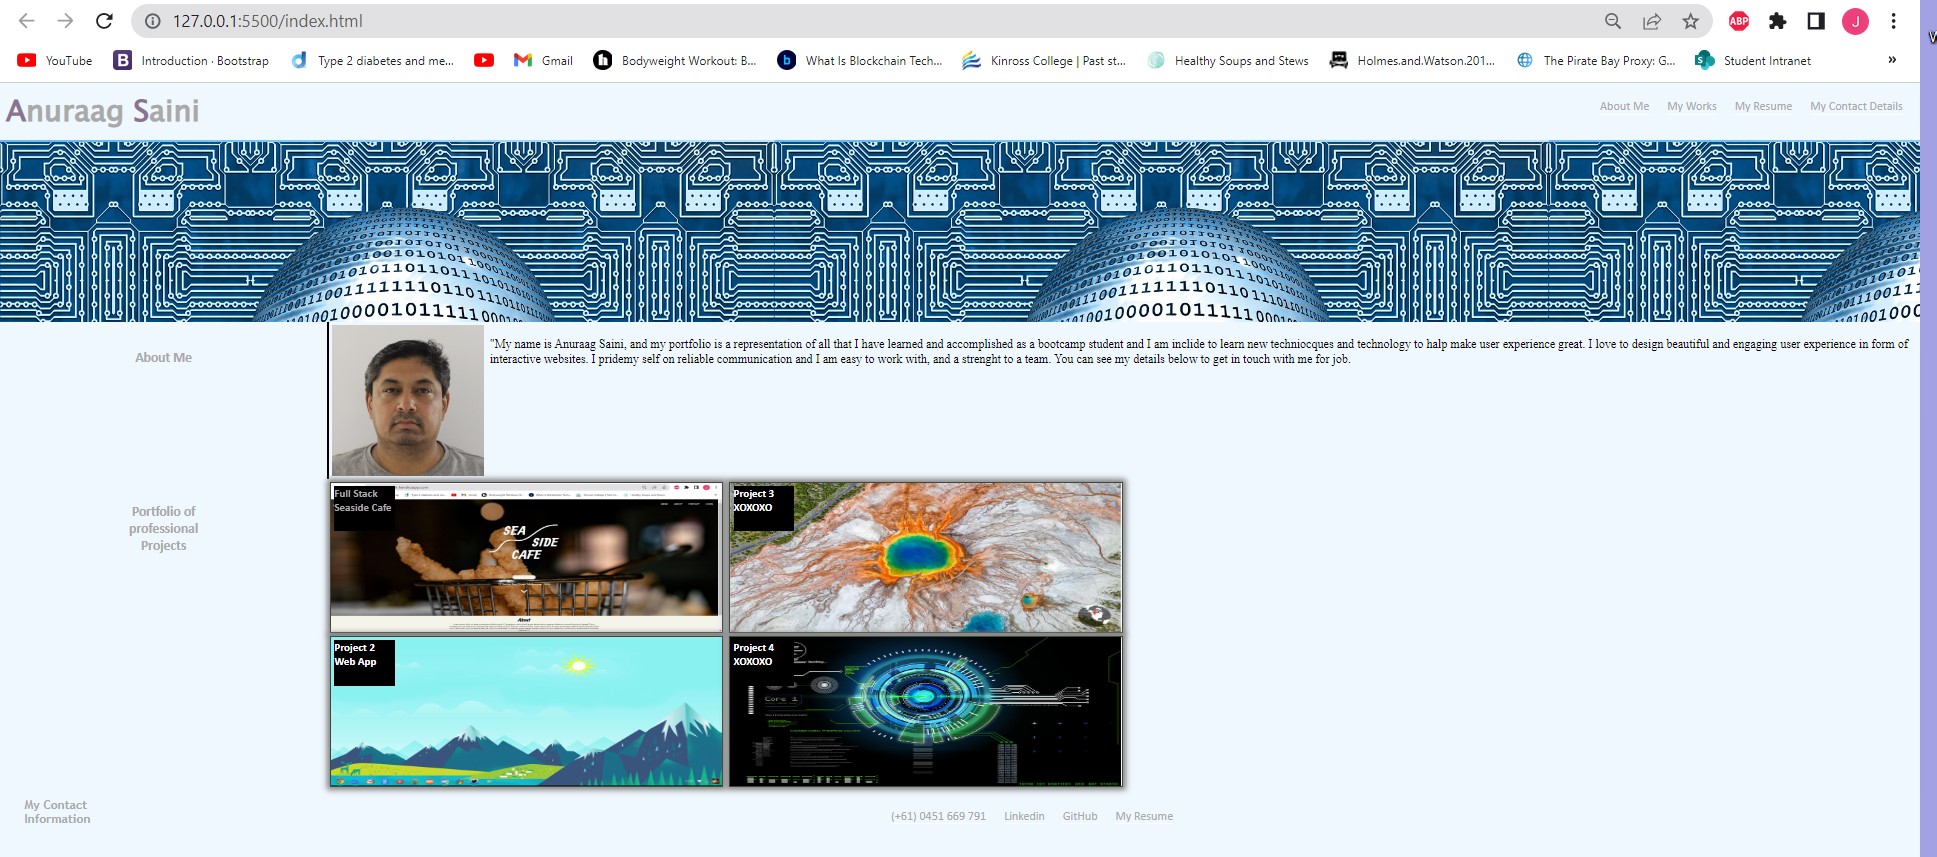 127.0.0.1:5500/index.html
ABP
J
YouTube
B Introduction · Bootstrap
Type 2 diabetes and me...
Gmail
Bodyweight Workout: B...
What Is Blockchain Tech...
Kinross College | Past st...
Healthy Soups and Stews
Holmes.and.Watson.201...
The Pirate Bay Proxy: G...
Student Intranet
»
Anuraag Saini
About Me My Works My Resume My Contact Details
About Me
"My name is Anuraag Saini, and my portfolio is a representation of all that I have learned and accomplished as a bootcamp student and I am inclide to learn new techniocques and technology to halp make user experience great. I love to design beautiful and engaging user experience in form of
interactive websites. I pridemy self on reliable communication and I am easy to work with, and a strenght to a team. You can see my details below to get in touch with me for job.
Portfolio of
professional
Projects
Full Stack
Seaside Cafe
SEA
SIDE
CAFE
About
Project 3
XOXOXO
Project 2
Web App
Project 4
XOXOXO
Core 1
My Contact
Information
(+61) 0451 669 791 Linkedin GitHub My Resume